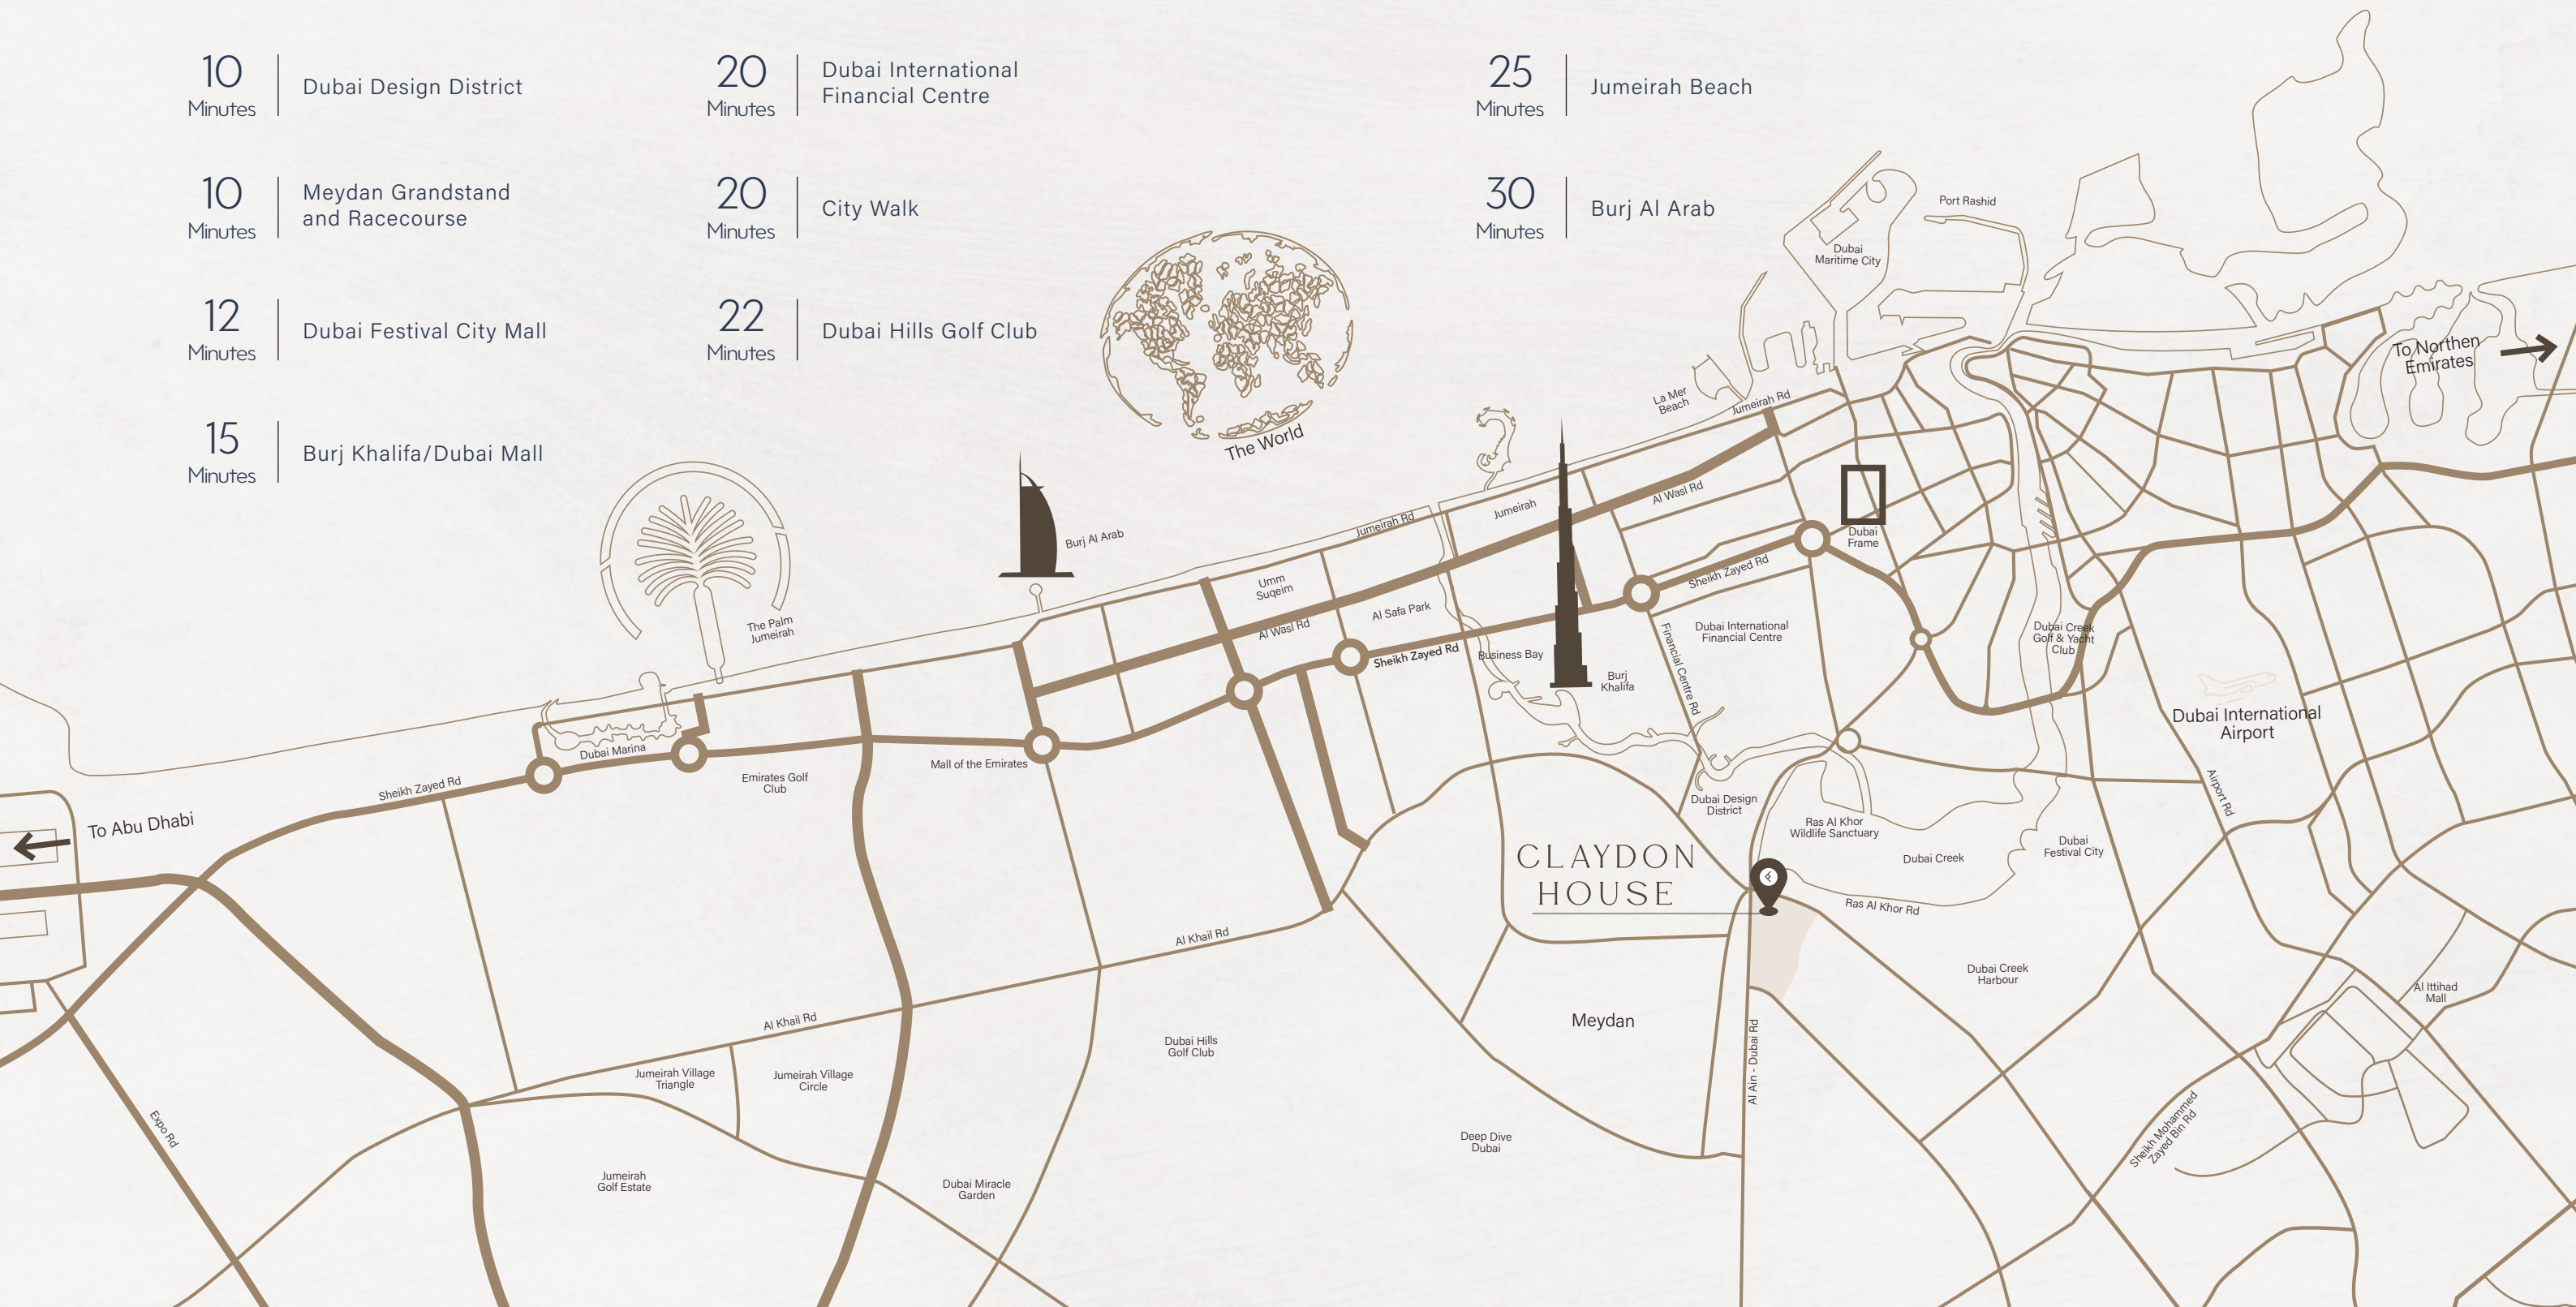 10
Minutes
Dubai Design District
10
Minutes
Meydan Grandstand
and Racecourse
12
Minutes
Dubai Festival City Mall
15
Minutes
Burj Khalifa/Dubai Mall
20
Minutes
Dubai International
Financial Centre
20
Minutes
City Walk
22
Minutes
Dubai Hills Golf Club
25
Minutes
Jumeirah Beach
30
Minutes
Burj Al Arab
Port Rashid
Dubai
Maritime City
To Northen
Emirates
La Mer
Beach
Jumeirah Rd
The World
Burj Al Arab
Jumeirah Rd
Jumeirah
Al Wasl Rd
Dubai
Frame
Sheikh Zayed Rd
Umm
Suqeim
Al Safa Park
Al Wasl Rd
Sheikh Zayed Rd
Business Bay
Burj
Khalifa
Financial Centre Rd
Dubai International
Financial Centre
Dubai Creek
Golf & Yacht
Club
Dubai International
Airport
Airport Rd
The Palm
Jumeirah
Dubai Marina
Sheikh Zayed Rd
Emirates Golf
Club
Mall of the Emirates
To Abu Dhabi
Dubai Design
District
Ras Al Khor
Wildlife Sanctuary
Dubai Creek
Dubai
Festival City
CLAYDON
HOUSE
Ras Al Khor Rd
Al Khail Rd
Dubai Creek
Harbour
Al Ittihad
Mall
Meydan
Al Ain - Dubai Rd
Al Khail Rd
Dubai Hills
Golf Club
Jumeirah Village
Triangle
Jumeirah Village
Circle
Expo Rd
Deep Dive
Dubai
Sheikh Mohammed
Zayed Bin Rd
Jumeirah
Golf Estate
Dubai Miracle
Garden